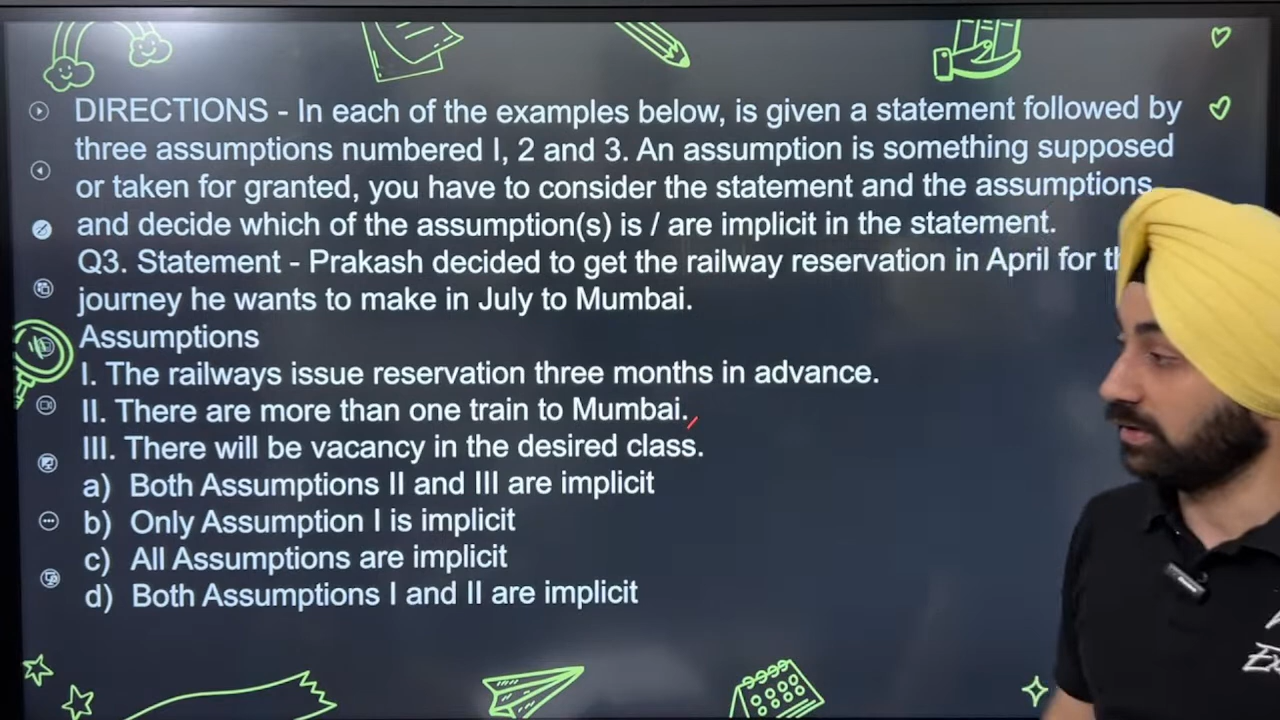 DIRECTIONS - In each of the examples below, is given a statement followed by
three assumptions numbered I, 2 and 3. An assumption is something supposed
or taken for granted, you have to consider the statement and the assumptions
and decide which of the assumption(s) is / are implicit in the statement.
Q3. Statement - Prakash decided to get the railway reservation in April for
journey he wants to make in July to Mumbai.
Assumptions
I. The railways issue reservation three months in advance.
II. There are more than one train to Mumbai.
III. There will be vacancy in the desired class.
a) Both Assumptions II and III are implicit
b) Only Assumption I is implicit
c) All Assumptions are implicit
d) Both Assumptions I and II are implicit